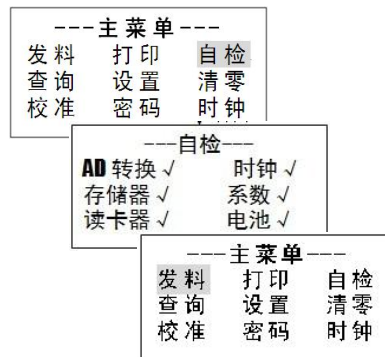 ---主菜单---
发料 打印 自检
查询 设置 清零
校准 密码 时钟
---自检---
AD 转换√ 时钟√
存储器√ 系数√
读卡器√ 电池√
---主菜单---
发料 打印 自检
查询 设置 清零
校准 密码 时钟